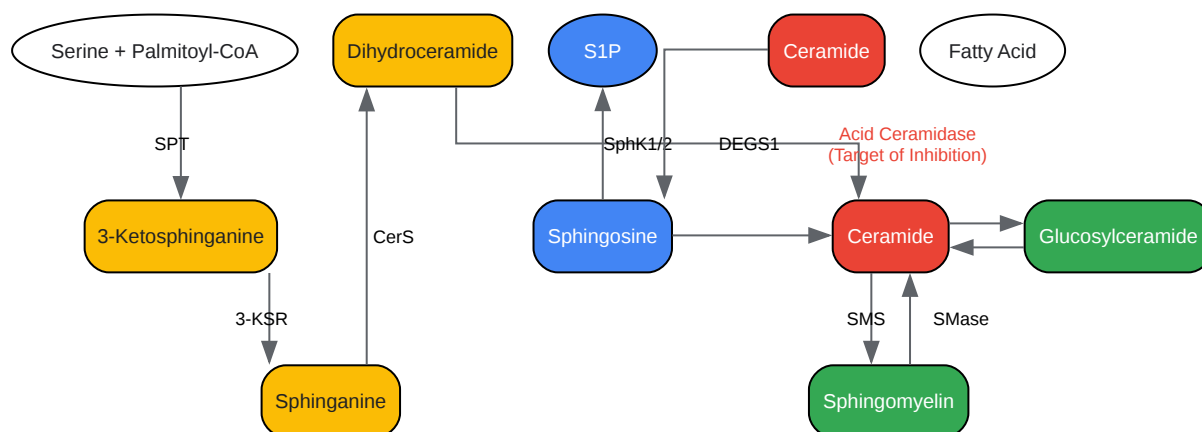 Serine + Palmitoyl-CoA
Dihydroceramide
S1P
Ceramide
Fatty Acid
SPT
SphK1/2
DEGS1
Acid Ceramidase
(Target of Inhibition)
3-Ketosphinganine
CerS
Sphingosine
Ceramide
Glucosylceramide
3-KSR
SMS
SMase
Sphinganine
Sphingomyelin